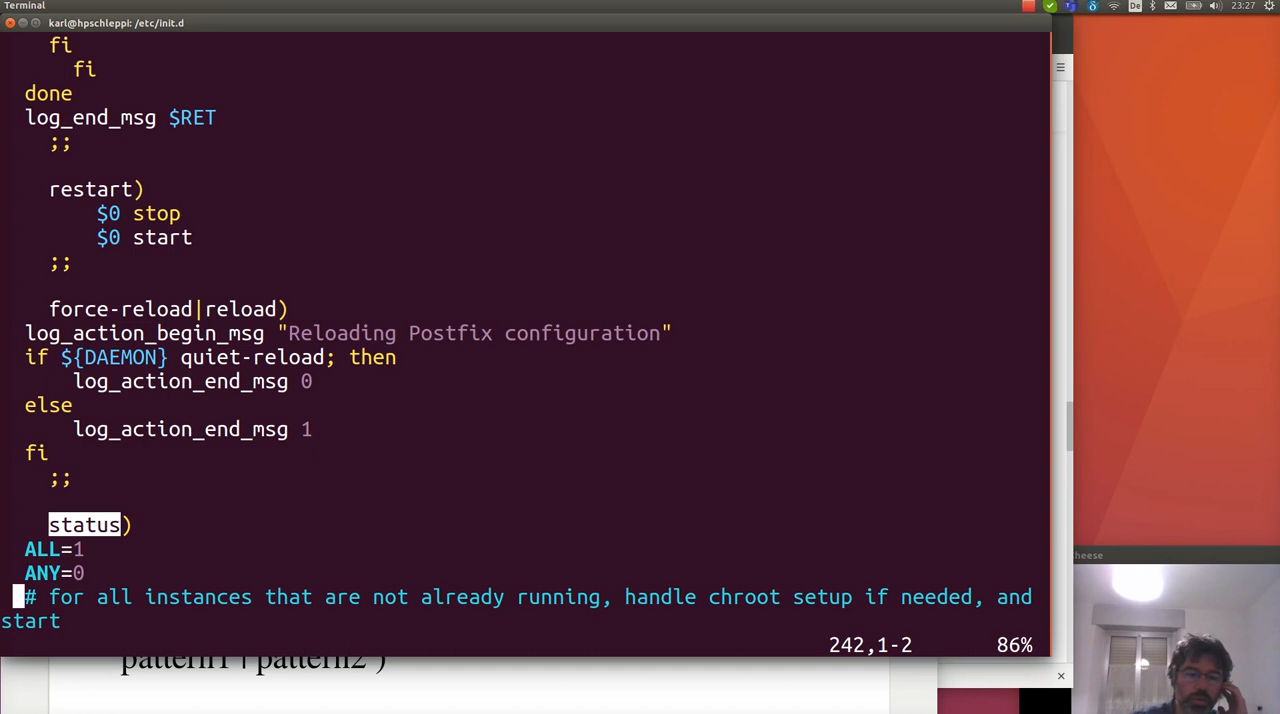 Terminal
De
23:27
karl@hpschleppi: /etc/init.d
fi
fi
done
log_end_msg $RET
;;
restart)
$0 stop
$0 start
;;
force-reload|reload)
log_action_begin_msg "Reloading Postfix configuration"
if ${DAEMON} quiet-reload; then
log_action_end_msg 0
else
log_action_end_msg 1
fi
;;
status)
ALL=1
ANY=0
# for all instances that are not already running, handle chroot setup if needed, and
start
242,1-2 86%
heese
pattern1 | pattern2 )